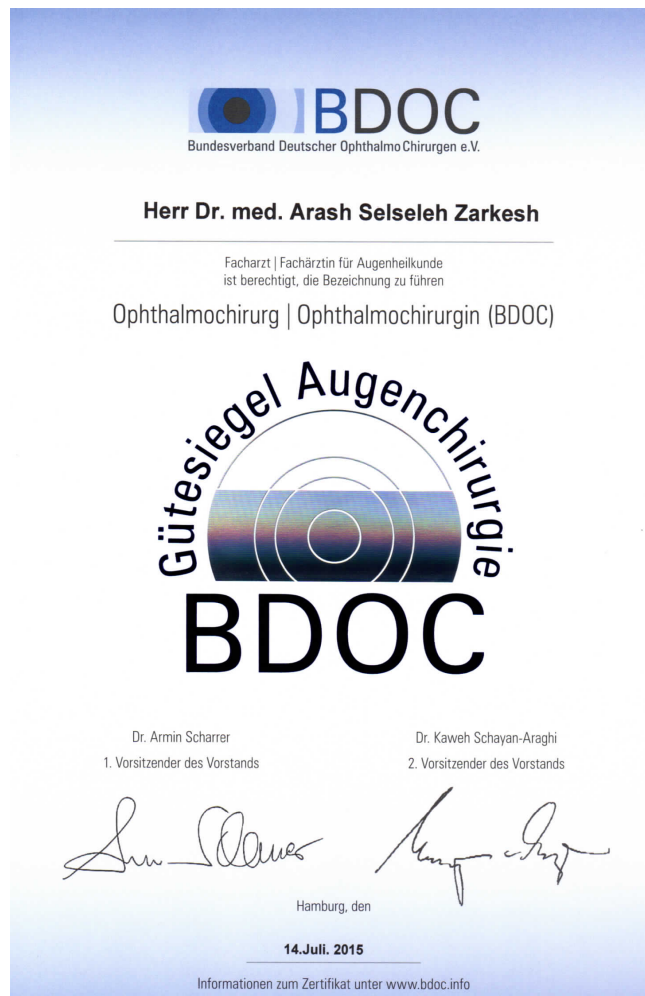 BDOC
Bundesverband Deutscher OphthalmoChirurgen e.V.
Herr Dr. med. Arash Selseleh Zarkesh
Facharzt | Fachärztin für Augenheilkunde
ist berechtigt, die Bezeichnung zu führen
Ophthalmochirurg | Ophthalmochirurgin (BDOC)
Gütesiegel Augenchirurgie
BDOC
Dr. Armin Scharrer
1. Vorsitzender des Vorstands
Dr. Kaweh Schayan-Araghi
2. Vorsitzender des Vorstands
Hamburg, den
14.Juli. 2015
Informationen zum Zertifikat unter www.bdoc.info